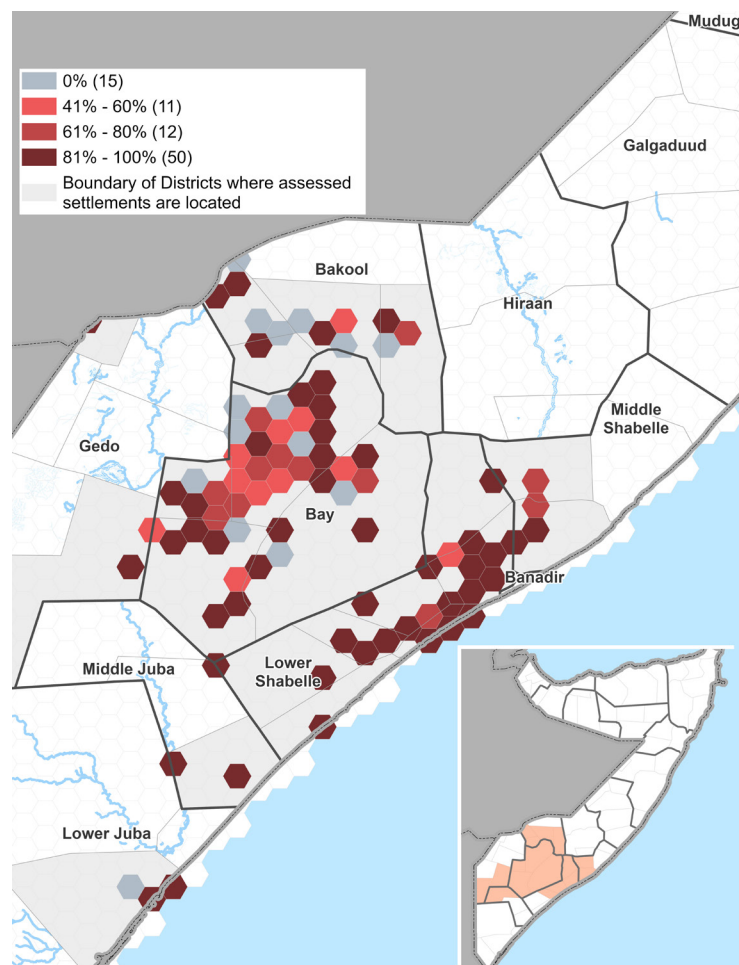 Mudug
0% (15)
41% - 60% (11)
61% - 80% (12)
81% - 100% (50)
Boundary of Districts where assessed
settlements are located
Galgaduud
Bakool
Hiraan
Middle
Shabelle
Gedo
Bay
Banadir
Middle Juba
Lower
Shabelle
Lower Juba